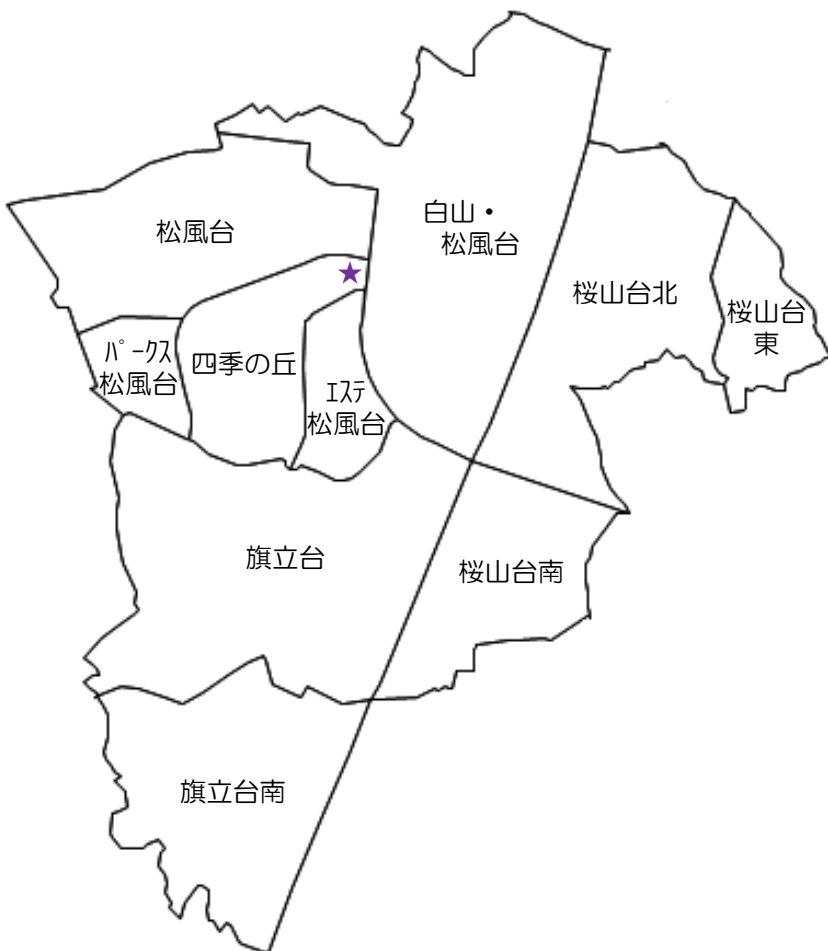 白山・
松風台
松風台
桜山台北
桜山台
東
パークス
松風台
四季の丘
エステ
松風台
旗立台
桜山台南
旗立台南